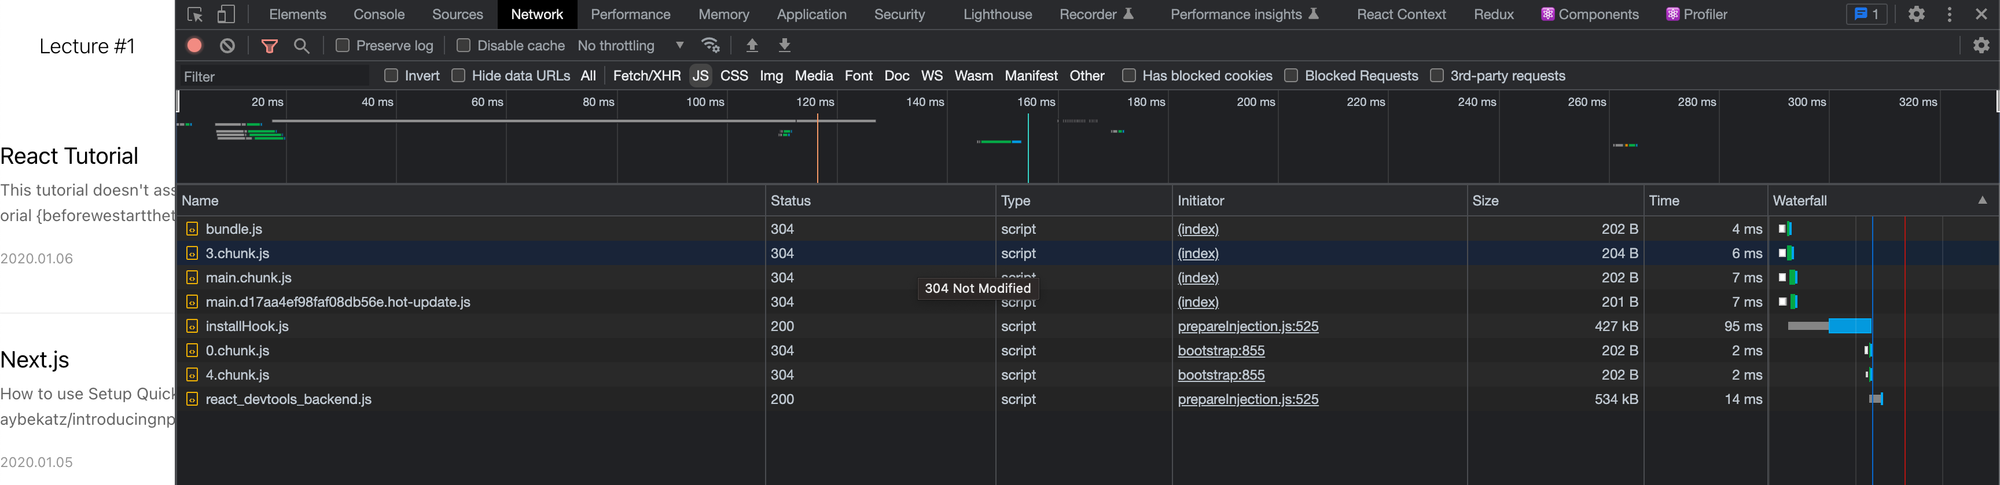 Lecture #1
React Tutorial
This tutorial doesn't ass
orial {beforewestartthet
2020.01.06
Next.js
How to use Setup Quick
aybekatz/introducingnp
2020.01.05
Elements Console Sources Network Performance Memory Application Security Lighthouse Recorder Performance insights React Context Redux Components Profiler 1
Preserve log Disable cache No throttling
Filter Invert Hide data URLs All Fetch/XHR JS CSS Img Media Font Doc WS Wasm Manifest Other Has blocked cookies Blocked Requests 3rd-party requests
20 ms 40 ms 60 ms 80 ms 100 ms 120 ms 140 ms 160 ms 180 ms 200 ms 220 ms 240 ms 260 ms 280 ms 300 ms 320 ms
Name Status Type Initiator Size Time Waterfall
bundle.js 304 script (index) 202 B 4 ms
3.chunk.js 304 script (index) 204 B 6 ms
main.chunk.js 304 script (index) 202 B 7 ms
304 Not Modified
main.d17aa4ef98faf08db56e.hot-update.js 304 script (index) 201 B 7 ms
installHook.js 200 script prepareInjection.js:525 427 kB 95 ms
0.chunk.js 304 script bootstrap:855 202 B 2 ms
4.chunk.js 304 script bootstrap:855 202 B 2 ms
react_devtools_backend.js 200 script prepareInjection.js:525 534 kB 14 ms